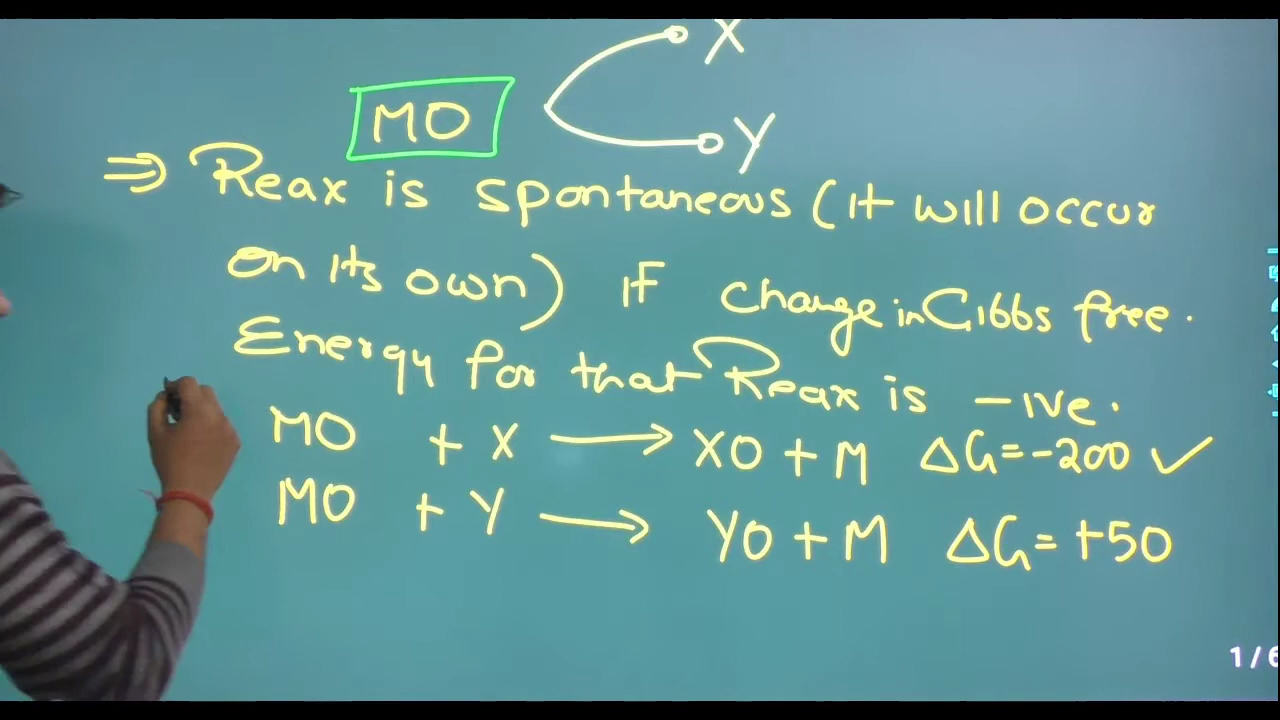 X
MO
Y
⇒ Reax is spontaneous (it will occur
on its own) if change in Gibbs free.
Energy for that Reax is -ive.
MO + X → XO + M ΔG = -200 ✓
MO + Y → YO + M ΔG = +50
1/6